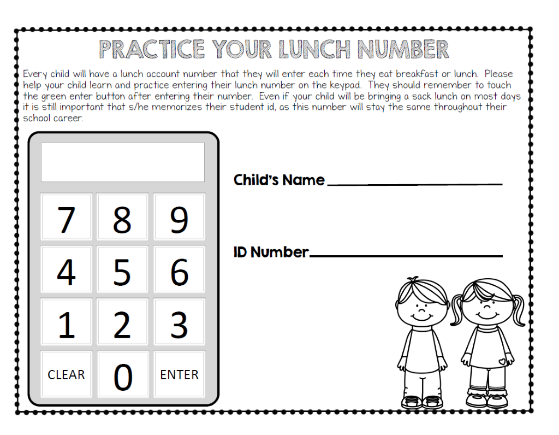 PRACTICE YOUR LUNCH NUMBER
Every child will have a lunch account number that they will enter each time they eat breakfast or lunch. Please
help your child learn and practice entering their lunch number on the keypad. They should remember to touch
the green enter button after entering their number. Even if your child will be bringing a sack lunch on most days
it is still important that s/he memorizes their student id, as this number will stay the same throughout their
school career.
Child's Name
ID Number
7 8 9
4 5 6
1 2 3
CLEAR 0 ENTER